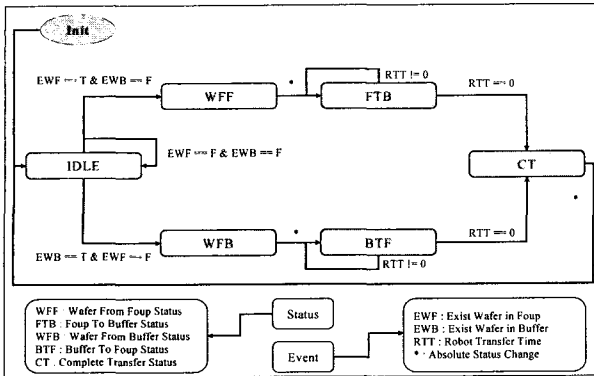 Init
EWF == T & EWB == F
WFF
*
RTT != 0
FTB
RTT == 0
EWF == F & EWB == F
IDLE
CT
*
EWB == T & EWF == F
WFB
*
BTF
RTT != 0
RTT == 0
WFF : Wafer From Foup Status
FTB : Foup To Buffer Status
WFB : Wafer From Buffer Status
BTF : Buffer To Foup Status
CT : Complete Transfer Status
Status
Event
EWF : Exist Wafer in Foup
EWB : Exist Wafer in Buffer
RTT : Robot Transfer Time
* : Absolute Status Change